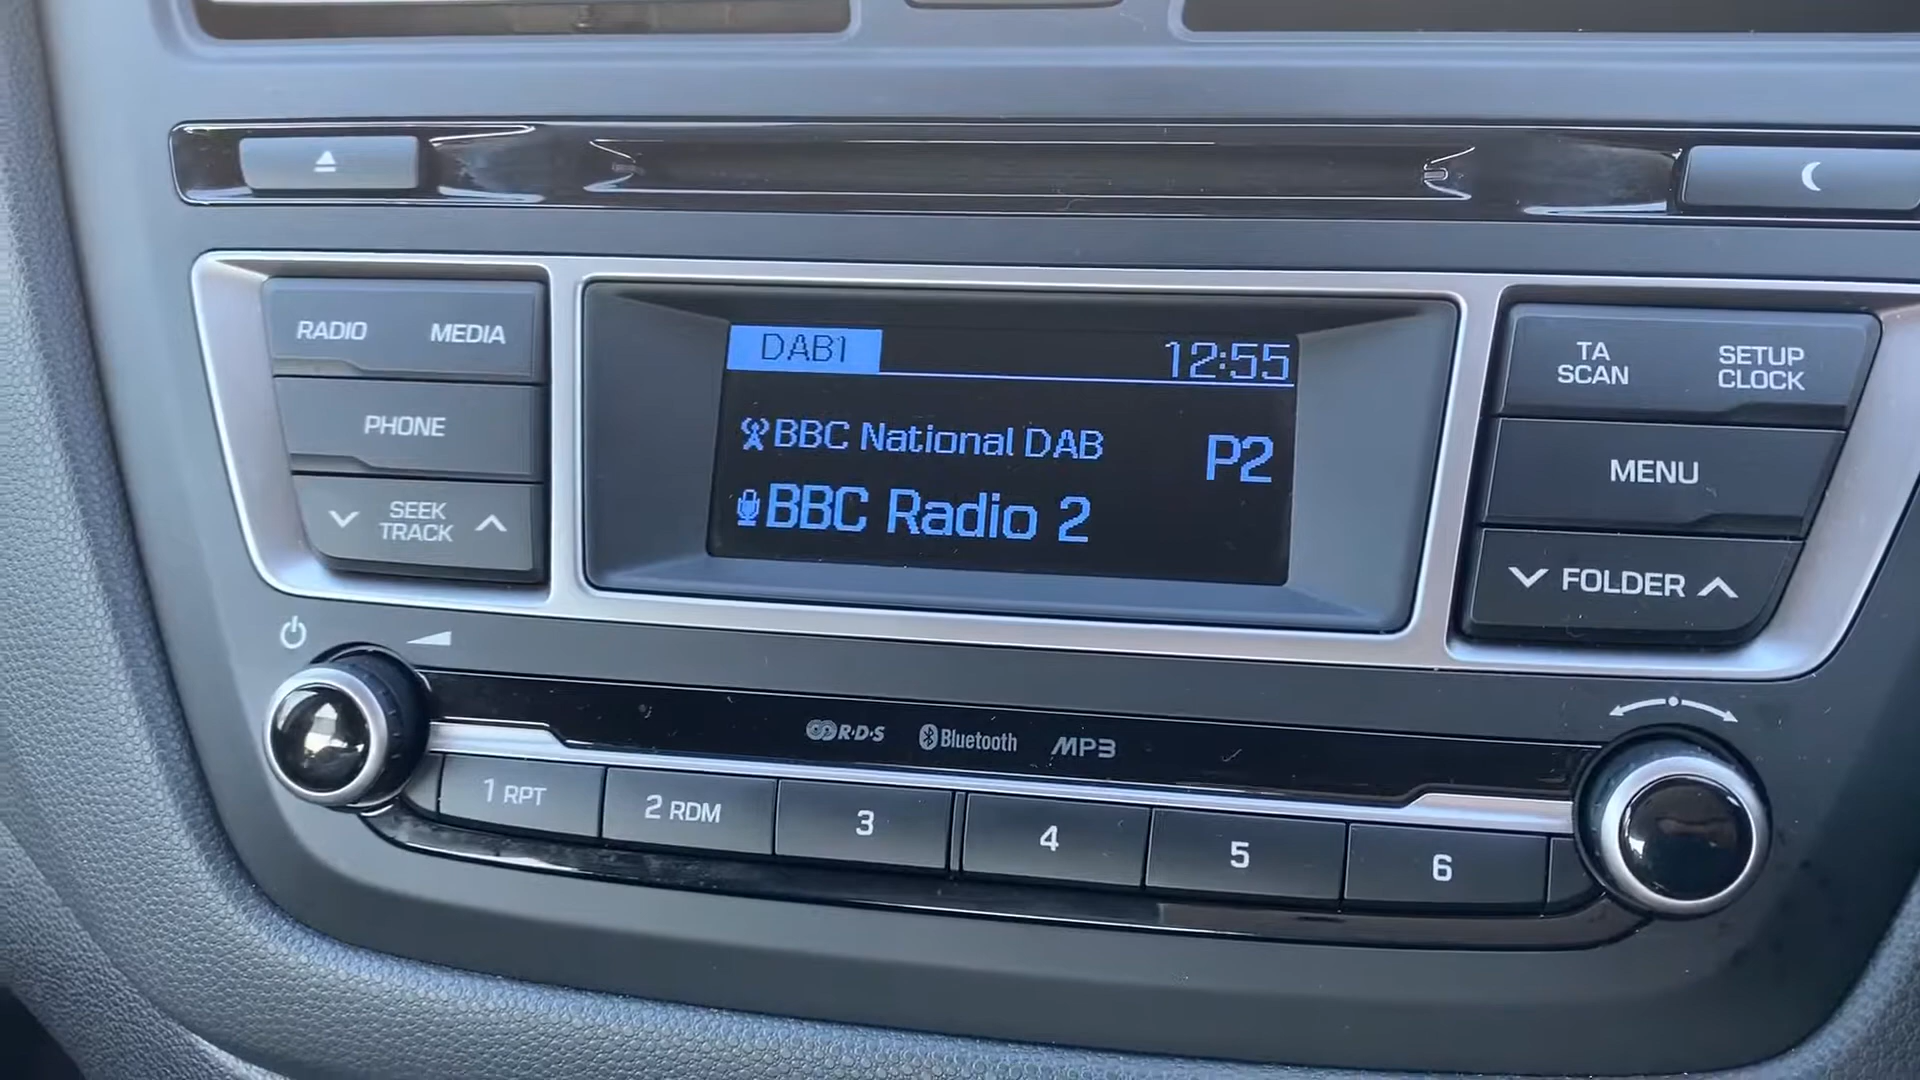 RADIO MEDIA
PHONE
SEEK
TRACK
DAB1 12:55
BBC National DAB P2
BBC Radio 2
TA
SCAN
SETUP
CLOCK
MENU
FOLDER
R·D·S Bluetooth MP3
1 RPT 2 RDM 3 4 5 6